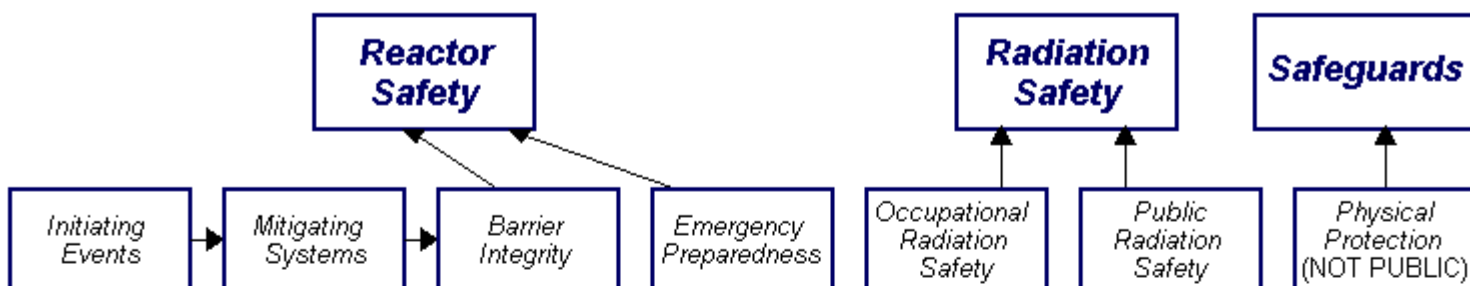 Reactor
Safety
Radiation
Safety
Safeguards
Initiating
Events
Mitigating
Systems
Barrier
Integrity
Emergency
Preparedness
Occupational
Radiation
Safety
Public
Radiation
Safety
Physical
Protection
(NOT PUBLIC)